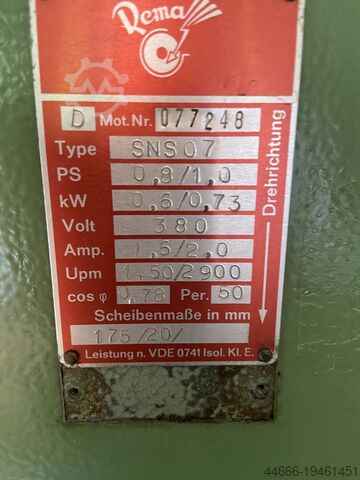 Rema
D Mot.Nr. 077248
Type SNS07
PS 0,8/1,0
kW 0,6/0,73
Volt 380
Amp. 1,6/2,0
Upm 1450/2900
cos φ 0,78 Per. 50
Scheibenmaße in mm
175/20/
Leistung n. VDE 0741 Isol. Kl. E.
Drehrichtung
44666-19461451